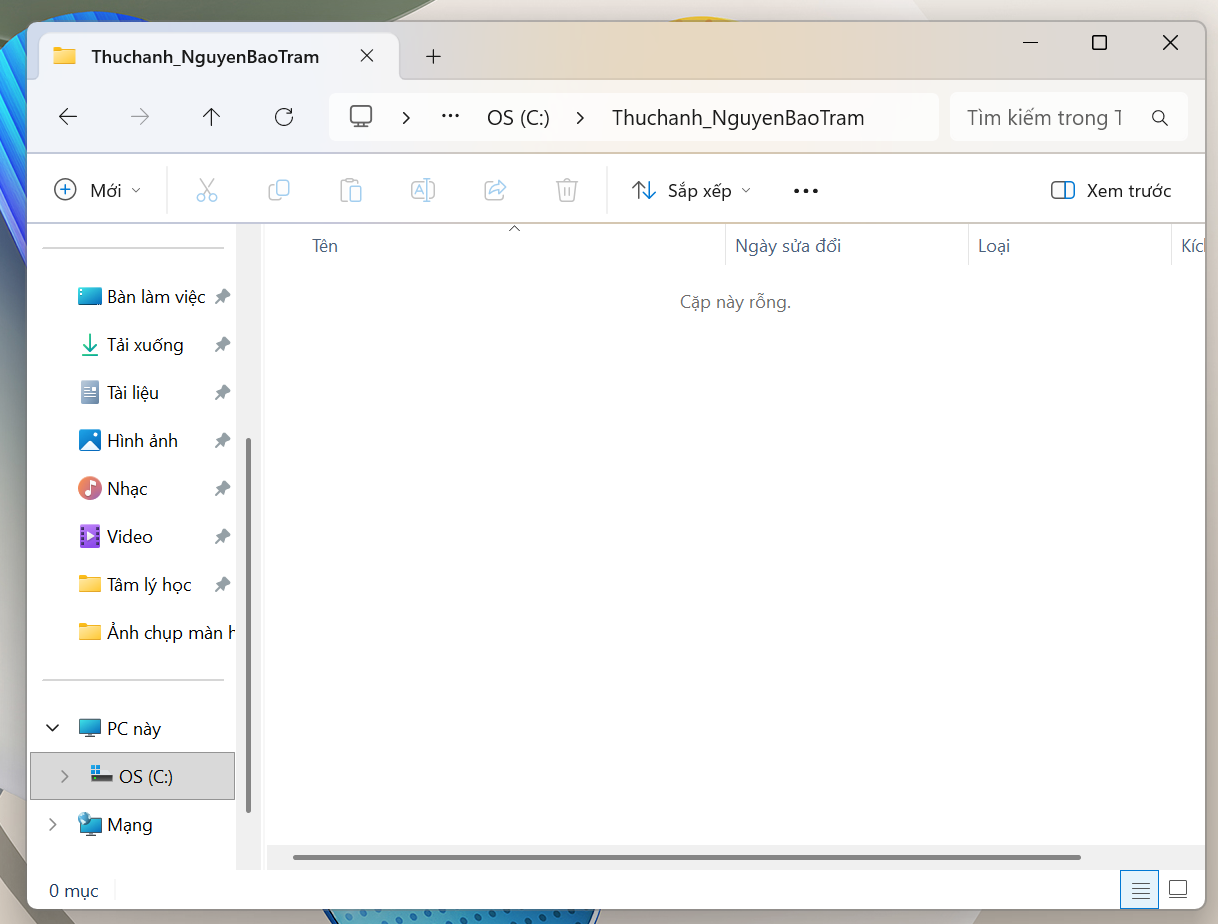 Thuchanh_NguyenBaoTram
OS (C:) Thuchanh_NguyenBaoTram Tìm kiếm trong T
Mới Sắp xếp Xem trước
Tên Ngày sửa đổi Loại Kíc
Cặp này rỗng.
Bàn làm việc
Tải xuống
Tài liệu
Hình ảnh
Nhạc
Video
Tâm lý học
Ảnh chụp màn h
PC này
OS (C:)
Mạng
0 mục